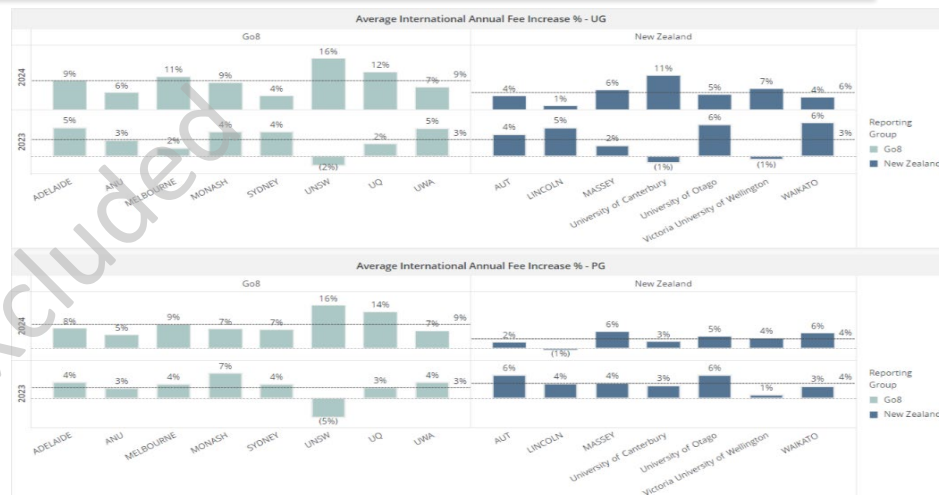 Average International Annual Fee Increase % - UG
Go8
New Zealand
2024
9%
6%
11%
9%
4%
16%
12%
7%
9%
4%
1%
6%
11%
5%
7%
4%
6%
2023
5%
3%
2%
4%
4%
(2%)
2%
5%
3%
4%
5%
2%
(1%)
6%
(1%)
6%
3%
ADELAIDE
ANU
MELBOURNE
MONASH
SYDNEY
UNSW
UQ
UWA
AUT
LINCOLN
MASSEY
University of Canterbury
University of Otago
Victoria University of Wellington
WAIKATO
Reporting
Group
Go8
New Zealand
Average International Annual Fee Increase % - PG
Go8
New Zealand
2024
8%
5%
9%
7%
7%
16%
14%
7%
9%
2%
(1%)
6%
3%
5%
4%
6%
4%
2023
4%
3%
4%
7%
4%
(5%)
3%
4%
3%
6%
4%
4%
3%
6%
1%
3%
4%
ADELAIDE
ANU
MELBOURNE
MONASH
SYDNEY
UNSW
UQ
UWA
AUT
LINCOLN
MASSEY
University of Canterbury
University of Otago
Victoria University of Wellington
WAIKATO
Reporting
Group
Go8
New Zealand